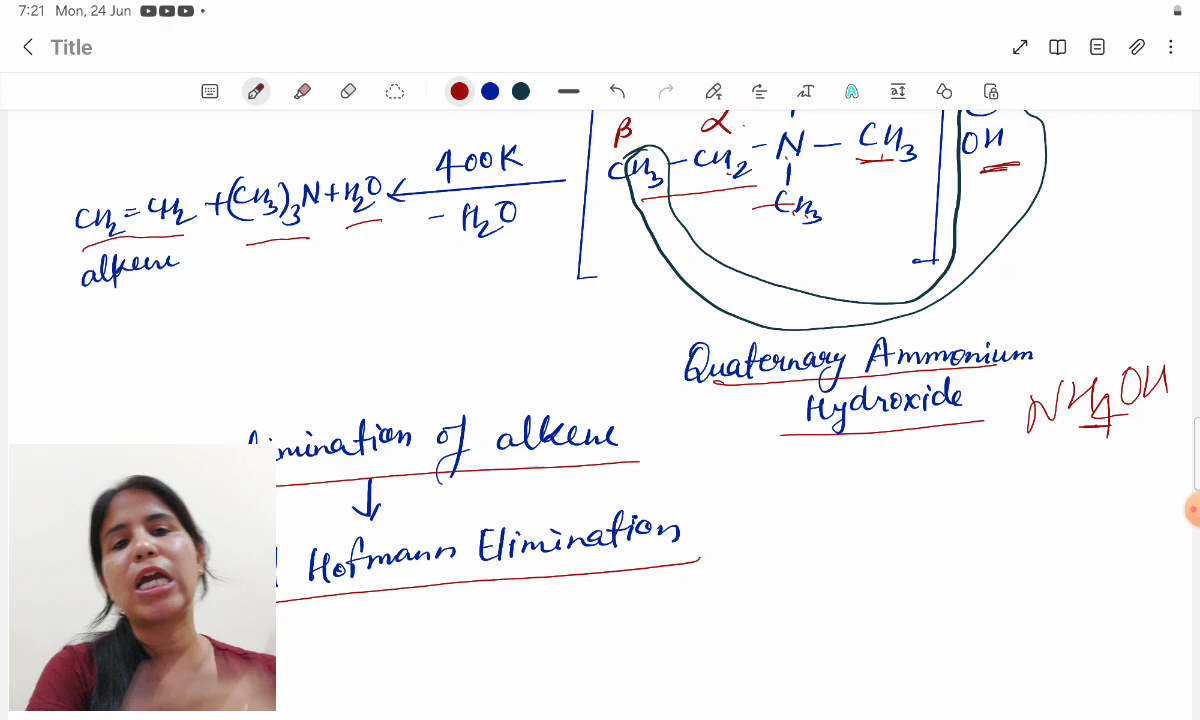 7:21 Mon, 24 Jun
Title
β α
CH3 – CH2 – N – CH3 OH
CH3
400K
– H2O
CH2 = CH2 + (CH3)3N + H2O
alkene
Quaternary Ammonium
Hydroxide
NH4OH
limination of alkene
Hofmann Elimination